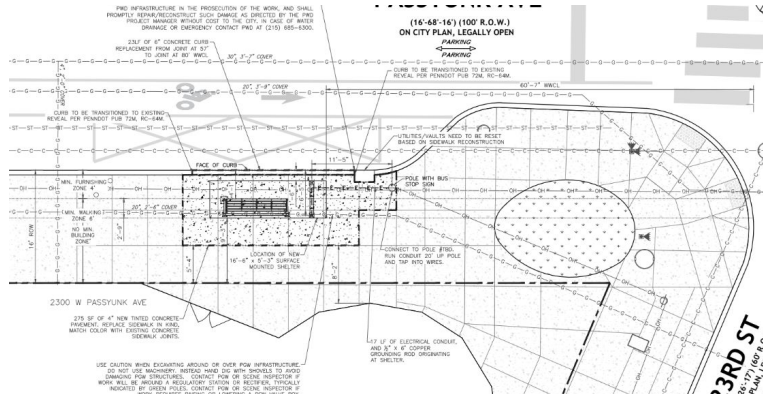 PWD INFRASTRUCTURE IN THE PROSECUTION OF THE WORK, AND SHALL
PROMPTLY REPAIR/RECONSTRUCT SUCH DAMAGE AS DIRECTED BY THE PWD
PROJECT MANAGER WITHOUT COST TO THE CITY, IN CASE OF WATER
DRAINAGE OR EMERGENCY CONTACT PWD AT (215) 685-6300.
PASSYUNK AVE
(16'-68'-16') (100' R.O.W.)
ON CITY PLAN, LEGALLY OPEN
PARKING
PARKING
23LF OF 6" CONCRETE CURB
REPLACEMENT FROM JOINT AT 57'
TO JOINT AT 80' WWCL
30", 3'-7" COVER
CURB TO BE TRANSITIONED TO EXISTING
REVEAL PER PENNDOT PUB 72M, RC-64M.
20", 3'-9" COVER
60'-7" WWCL
CURB TO BE TRANSITIONED TO EXISTING
REVEAL PER PENNDOT PUB 72M, RC-64M.
UTILITES/VAULTS NEED TO BE RESET
BASED ON SIDEWALK RECONSTRUCTION
11'-5"
FACE OF CURB
POLE WITH BUS
STOP SIGN
MIN. FURNISHING
ZONE 4'
20", 2'-6" COVER
MIN. WALKING
ZONE 8'
NO MIN.
BUILDING
ZONE
16' ROW
LOCATION OF NEW
16'-6" x 5'-3" SURFACE
MOUNTED SHELTER
CONNECT TO POLE #TBD.
RUN CONDUIT 20' UP POLE
AND TAP INTO WIRES.
5'-4"
8'-2"
2300 W PASSYUNK AVE
275 SF OF 4" NEW TINTED CONCRETE
PAVEMENT. REPLACE SIDEWALK IN KIND,
MATCH COLOR WITH EXISTING CONCRETE
SIDEWALK JOINTS.
17 LF OF ELECTRICAL CONDUIT,
AND ¾" X 6' COPPER
GROUNDING ROD ORIGINATING
AT SHELTER.
23RD ST
USE CAUTION WHEN EXCAVATING AROUND OR OVER PGW INFRASTRUCTURE.
DO NOT USE MACHINERY. INSTEAD HAND DIG WITH SHOVELS TO AVOID
DAMAGING PGW STRUCTURES. CONTACT PGW OR SCENE INSPECTOR IF
WORK WILL BE AROUND A REGULATORY STATION OR RECTIFIER, TYPICALLY
INDICATED BY GREEN POLES. CONTACT PGW OR SCENE INSPECTOR IF